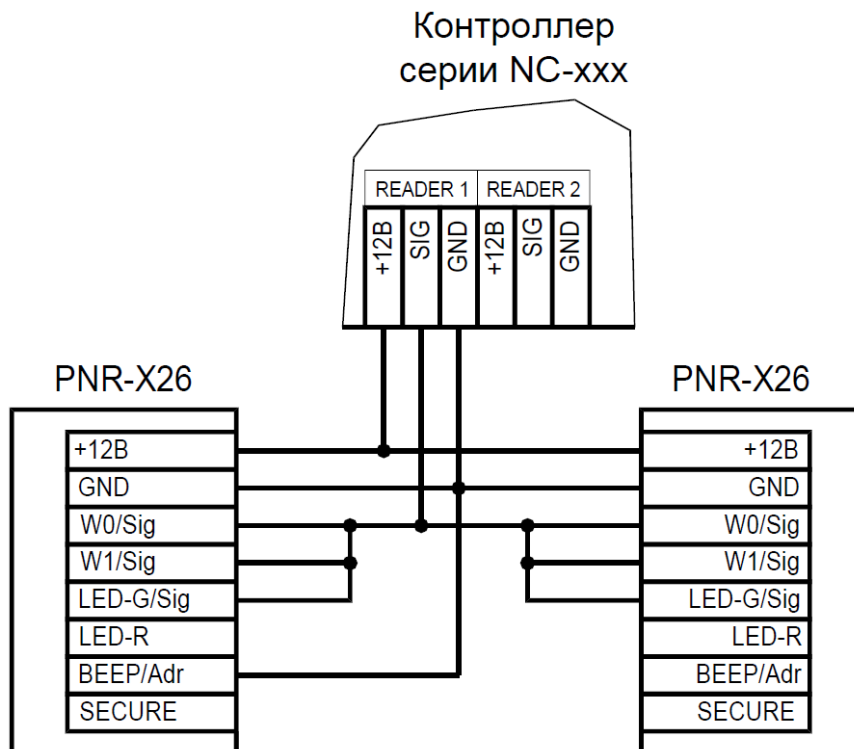 Контроллер
серии NC-xxx
READER 1 READER 2
+12В SIG GND +12В SIG GND
PNR-X26
+12В
GND
W0/Sig
W1/Sig
LED-G/Sig
LED-R
BEEP/Adr
SECURE
PNR-X26
+12В
GND
W0/Sig
W1/Sig
LED-G/Sig
LED-R
BEEP/Adr
SECURE